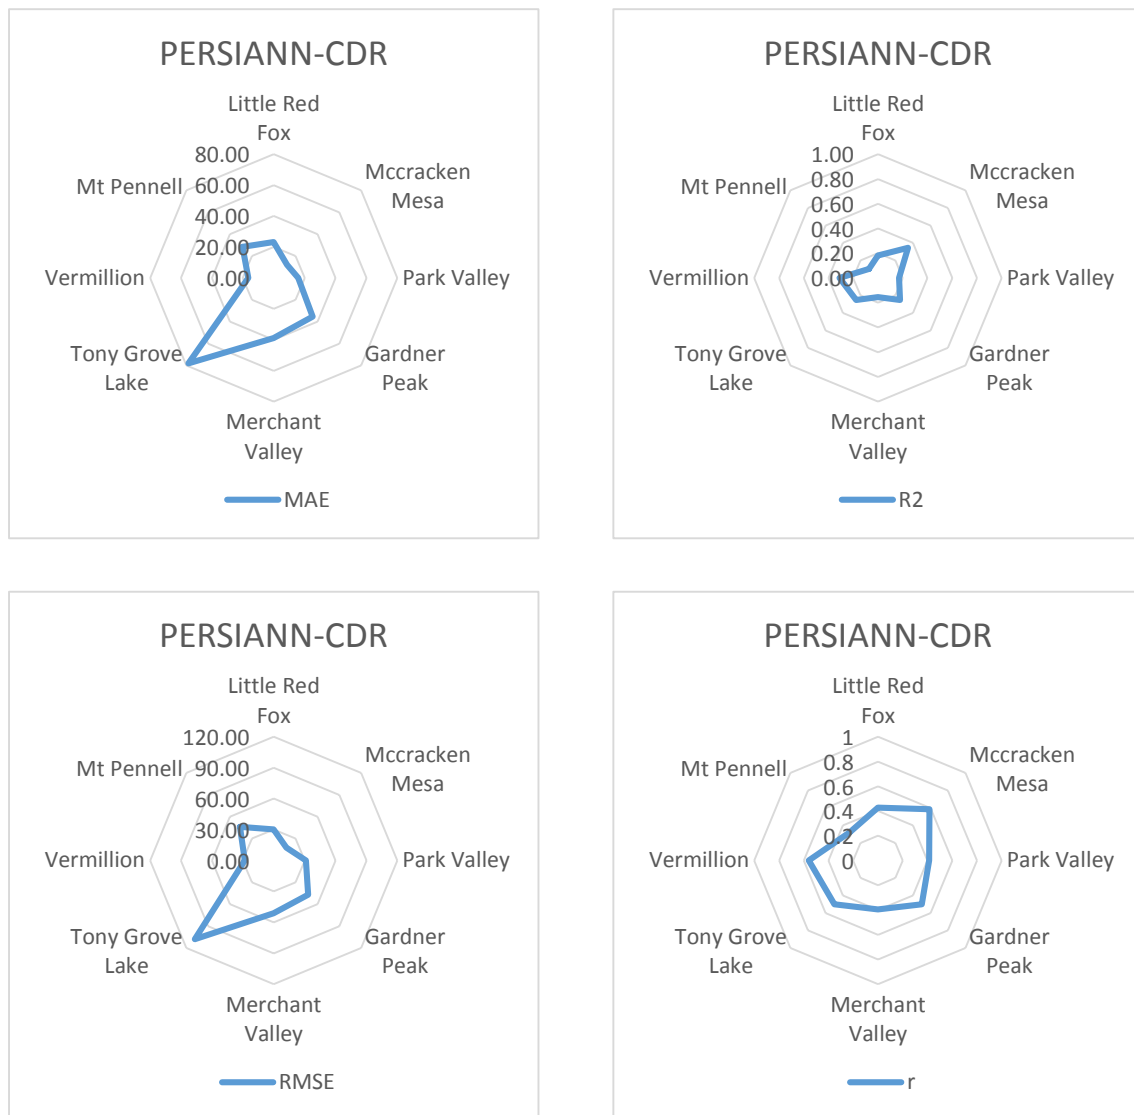 PERSIANN-CDR
Little Red
Fox
80.00
60.00
40.00
20.00
0.00
Mccracken
Mesa
Park Valley
Gardner
Peak
Merchant
Valley
Tony Grove
Lake
Vermillion
Mt Pennell
MAE
PERSIANN-CDR
Little Red
Fox
1.00
0.80
0.60
0.40
0.20
0.00
Mccracken
Mesa
Park Valley
Gardner
Peak
Merchant
Valley
Tony Grove
Lake
Vermillion
Mt Pennell
R2
PERSIANN-CDR
Little Red
Fox
120.00
90.00
60.00
30.00
0.00
Mccracken
Mesa
Park Valley
Gardner
Peak
Merchant
Valley
Tony Grove
Lake
Vermillion
Mt Pennell
RMSE
PERSIANN-CDR
Little Red
Fox
1
0.8
0.6
0.4
0.2
0
Mccracken
Mesa
Park Valley
Gardner
Peak
Merchant
Valley
Tony Grove
Lake
Vermillion
Mt Pennell
r